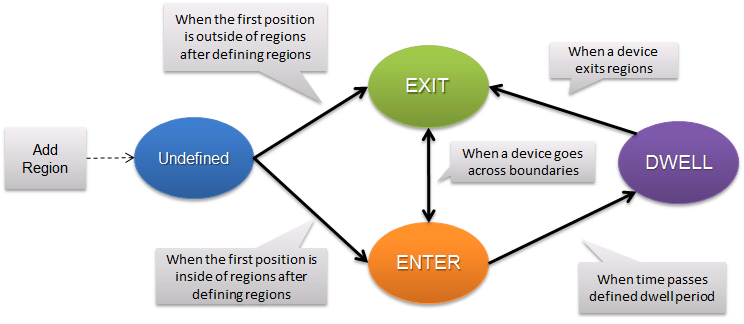 When the first position
is outside of regions
after defining regions
EXIT
When a device
exits regions
Add
Region
Undefined
When a device goes
across boundaries
DWELL
When the first position is
inside of regions after
defining regions
ENTER
When time passes
defined dwell period